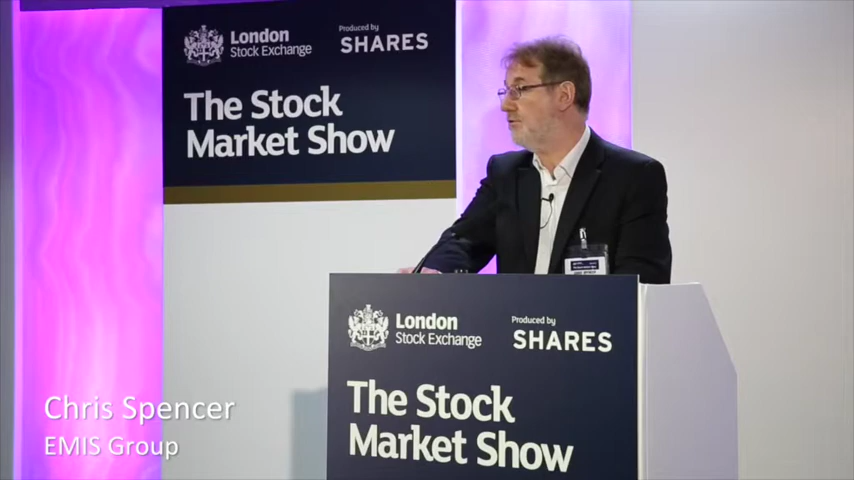 London
Stock Exchange
Produced by
SHARES
The Stock
Market Show
London
Stock Exchange
Produced by
SHARES
The Stock
Market Show
Chris Spencer
EMIS Group